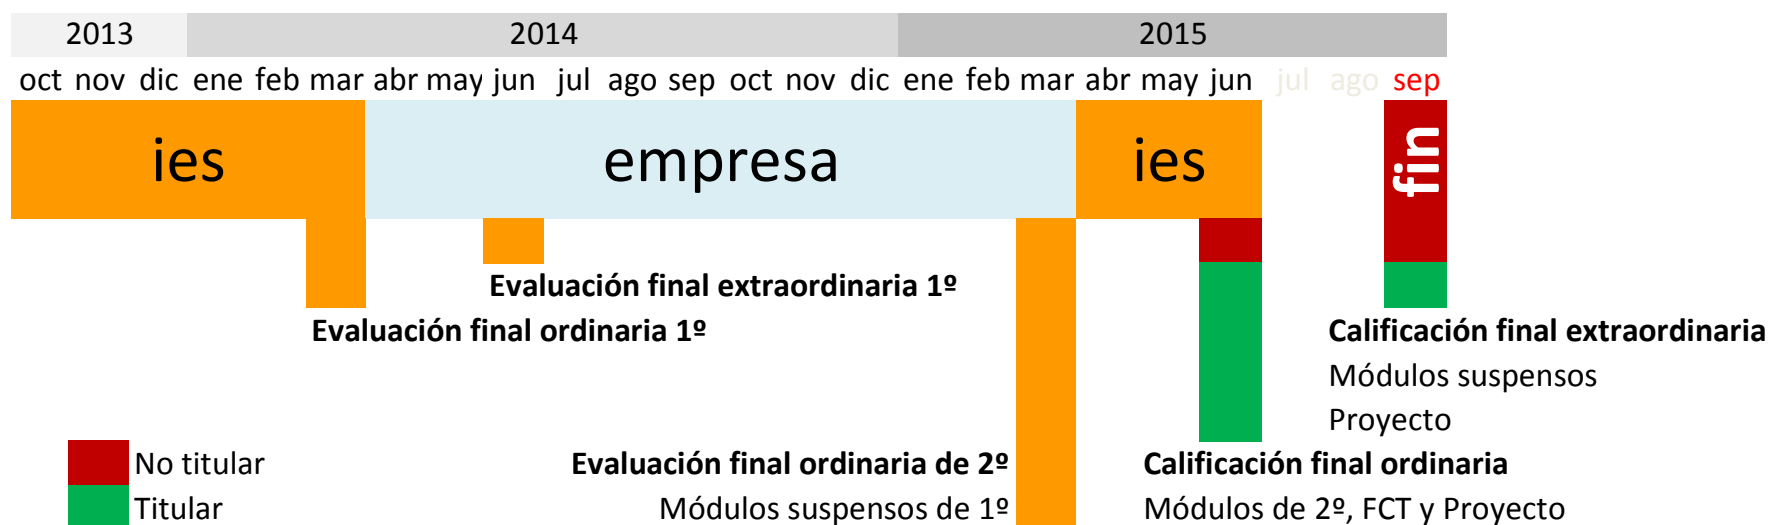 2013 2014 2015
oct nov dic ene feb mar abr may jun jul ago sep oct nov dic ene feb mar abr may jun jul ago sep
ies empresa ies fin
Evaluación final extraordinaria 1º
Evaluación final ordinaria 1º Calificación final extraordinaria
Módulos suspensos
Proyecto
No titular Evaluación final ordinaria de 2º Calificación final ordinaria
Titular Módulos suspensos de 1º Módulos de 2º, FCT y Proyecto